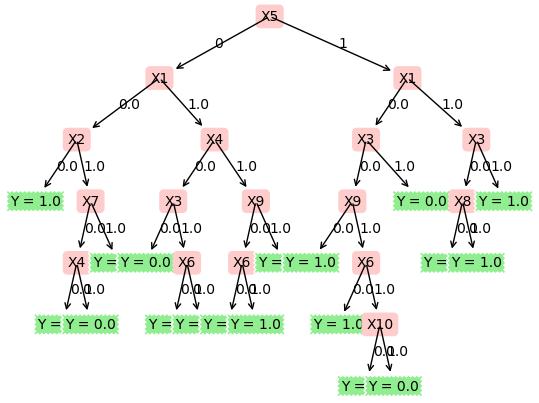 X5
0 1
X1 X1
0.0 1.0 0.0 1.0
X2 X4 X3 X3
0.0 1.0 0.0 1.0 0.0 1.0 0.0 1.0
Y = 1.0 X7 X3 X9 X9 Y = 0.0 X8 Y = 1.0
0.0 1.0 0.0 1.0 0.0 1.0 0.0 1.0 0.0 1.0
X4 Y = Y = 0.0 X6 X6 Y = Y = 1.0 X6 Y = Y = 1.0
0.0 1.0 0.0 1.0 0.0 1.0 0.0 1.0
Y = Y = 0.0 Y = Y = Y = Y = 1.0 Y = 1.0 X10
0.0 1.0
Y = Y = 0.0